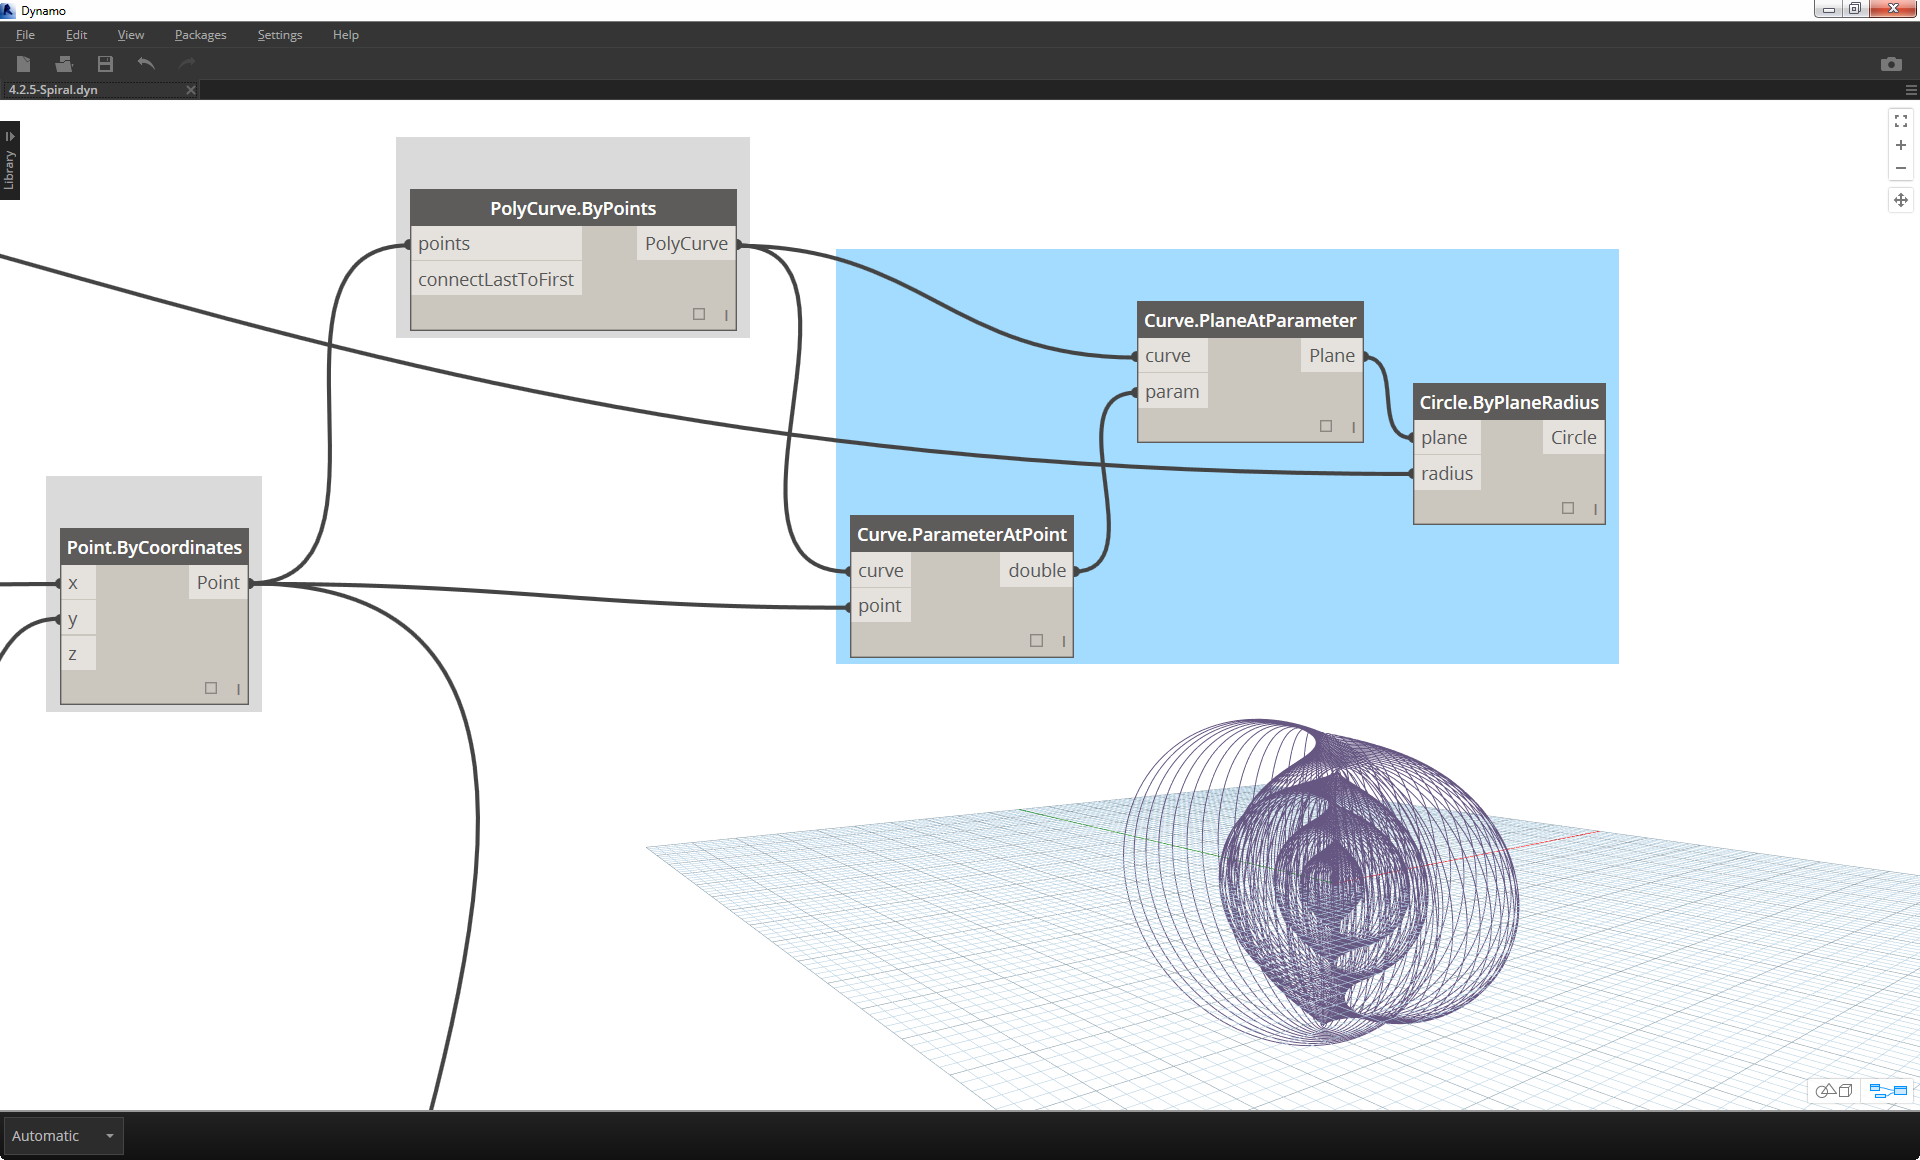 Dynamo
File Edit View Packages Settings Help
4.2.5-Spiral.dyn
Library
PolyCurve.ByPoints
points PolyCurve
connectLastToFirst
Curve.PlaneAtParameter
curve Plane
param
Circle.ByPlaneRadius
plane Circle
radius
Curve.ParameterAtPoint
curve double
point
Point.ByCoordinates
x Point
y
z
Automatic